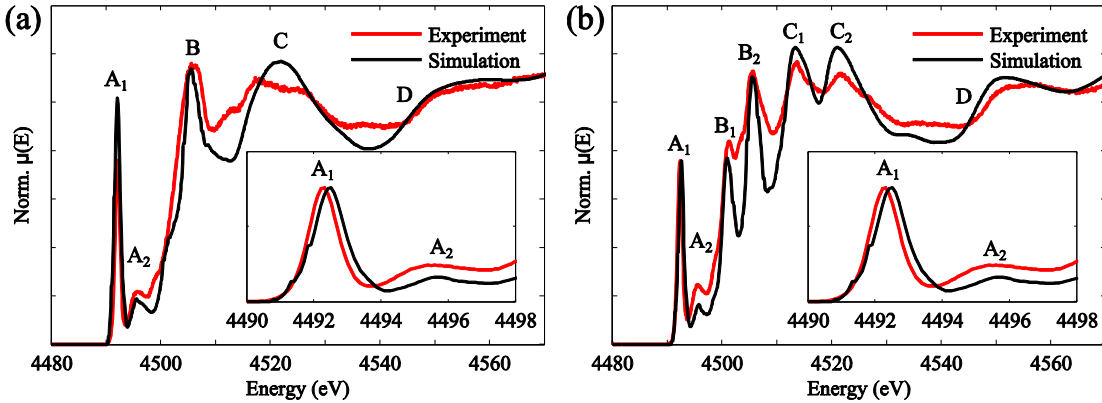 (a)
Experiment
Simulation
A₁
B
C
D
A₂
A₁
A₂
4490 4492 4494 4496 4498
Norm. μ(E)
4480 4500 4520 4540 4560
Energy (eV)
(b)
Experiment
Simulation
C₁ C₂
B₂
B₁
A₁
A₂
D
A₁
A₂
4490 4492 4494 4496 4498
Norm. μ(E)
4480 4500 4520 4540 4560
Energy (eV)